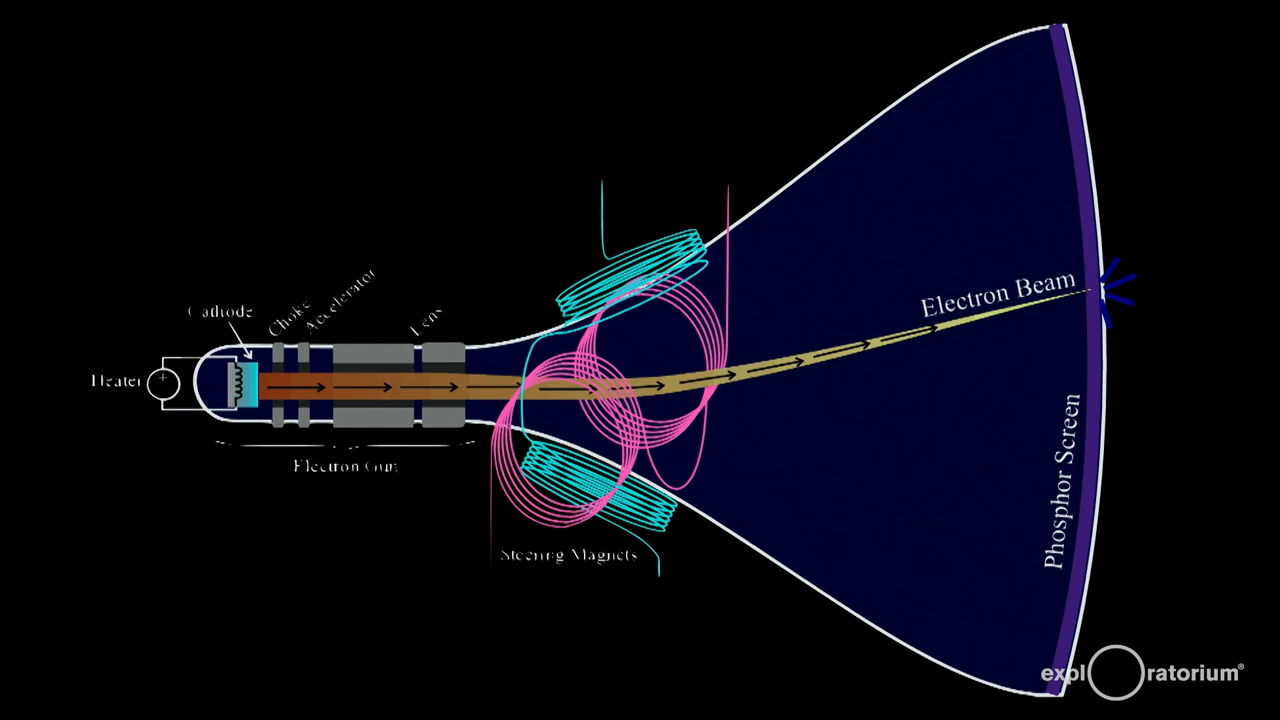 Cathode
Choke
Accelerator
Lens
Heater
+
Electron Gun
Steering Magnets
Electron Beam
Phosphor Screen
exploratorium®